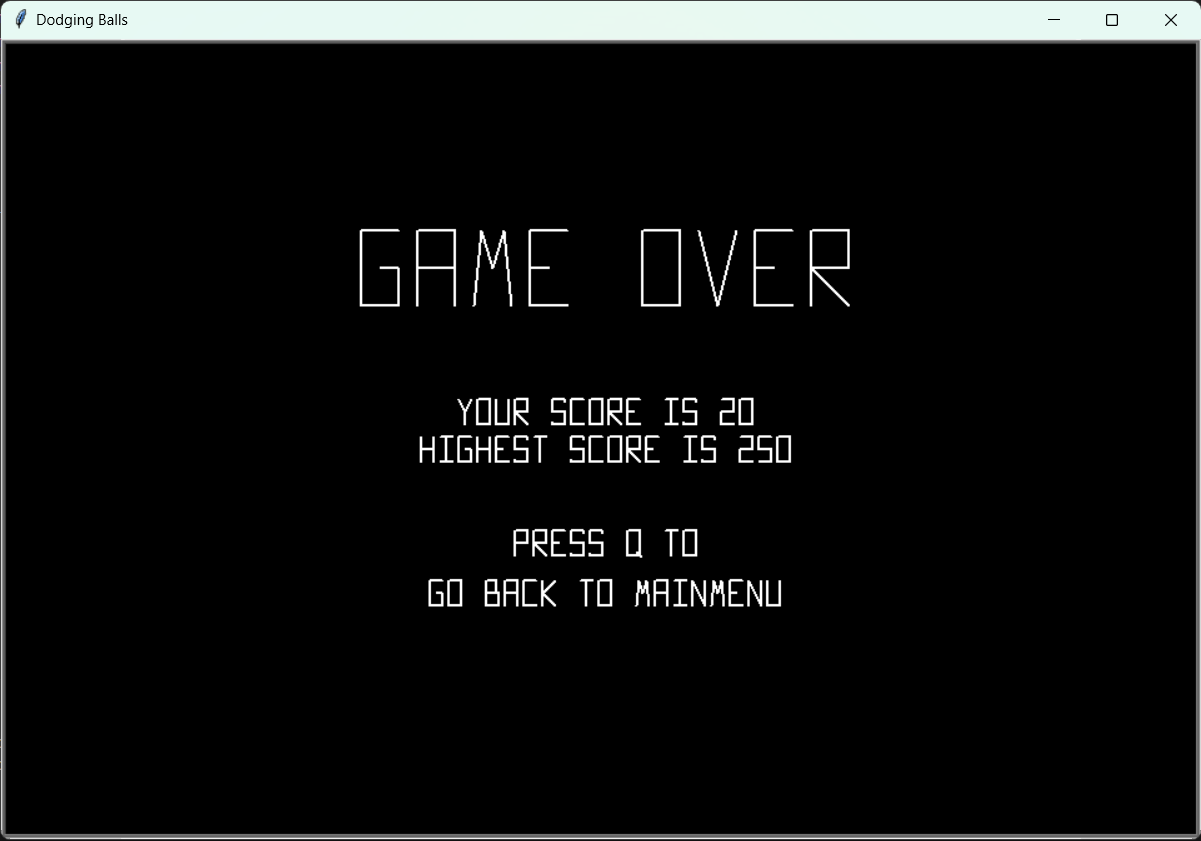 Dodging Balls
GAME OVER
YOUR SCORE IS 20
HIGHEST SCORE IS 250
PRESS Q TO
GO BACK TO MAINMENU